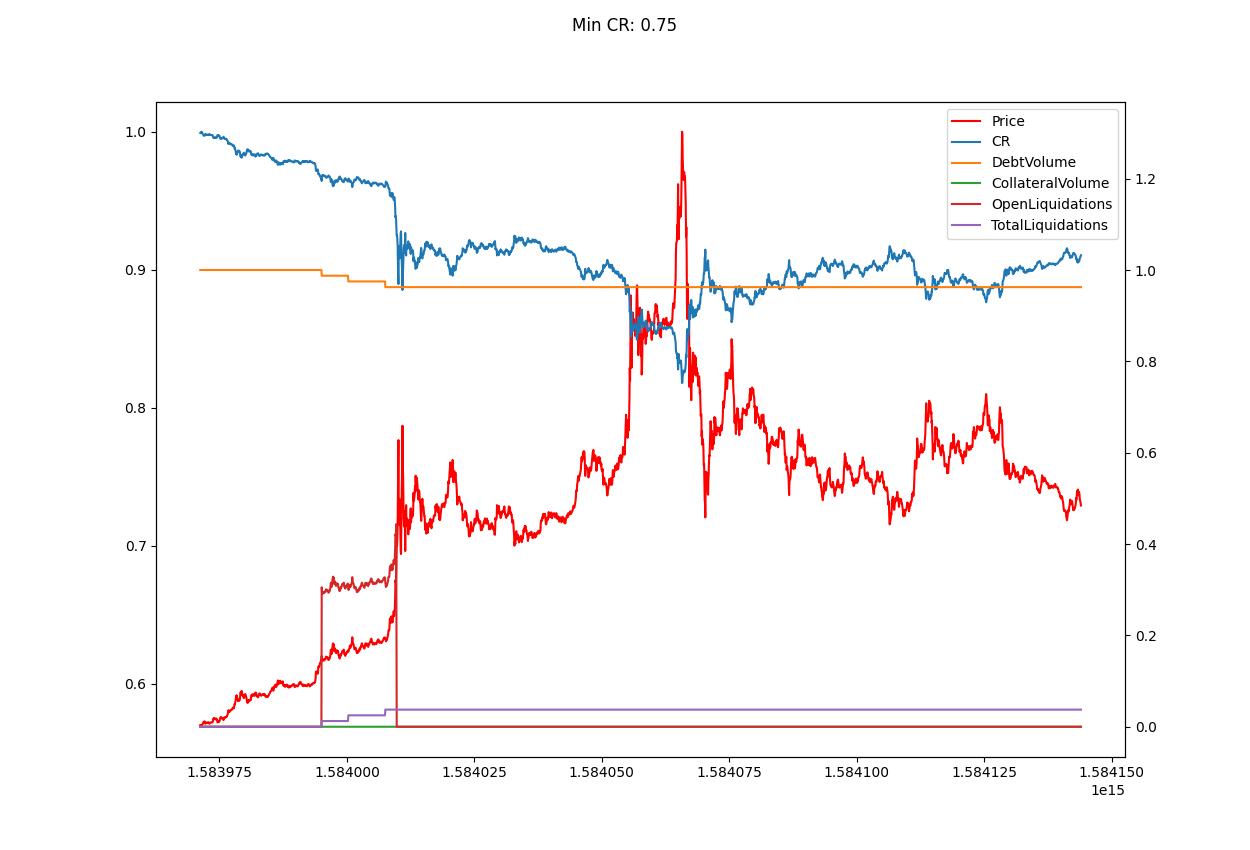 Min CR: 0.75
Price
CR
DebtVolume
CollateralVolume
OpenLiquidations
TotalLiquidations
1.0
0.9
0.8
0.7
0.6
1.2
1.0
0.8
0.6
0.4
0.2
0.0
1.583975 1.584000 1.584025 1.584050 1.584075 1.584100 1.584125 1.584150
1e15